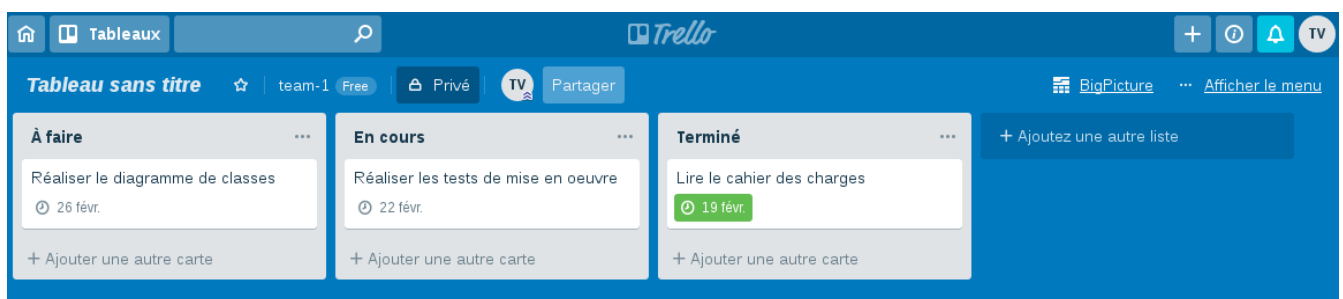 Tableaux
Trello
TV
Tableau sans titre
team-1 Free
Privé
TV
Partager
BigPicture
··· Afficher le menu
À faire ···
En cours ···
Terminé ···
+ Ajoutez une autre liste
Réaliser le diagramme de classes
26 févr.
Réaliser les tests de mise en oeuvre
22 févr.
Lire le cahier des charges
19 févr.
+ Ajouter une autre carte
+ Ajouter une autre carte
+ Ajouter une autre carte